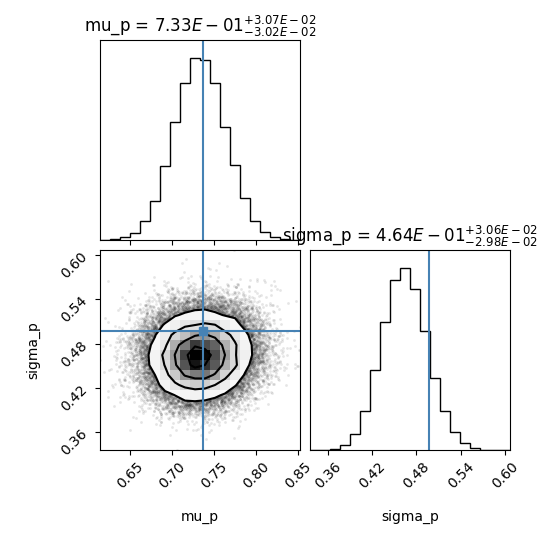 mu_p = 7.33E − 01+3.07E−02 −3.02E−02
sigma_p = 4.64E − 01+3.06E−02 −2.98E−02
0.60
0.54
0.48
0.42
0.36
sigma_p
0.65 0.70 0.75 0.80 0.85
0.36 0.42 0.48 0.54 0.60
mu_p
sigma_p